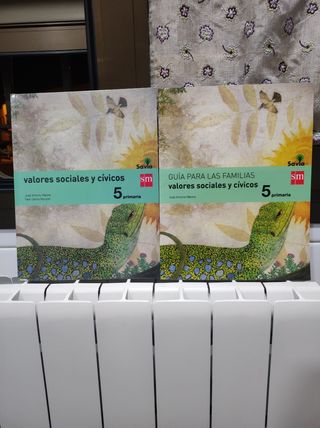 Savia
sm
valores sociales y cívicos
5 primaria
Savia
sm
GUÍA PARA LAS FAMILIAS
valores sociales y cívicos
5 primaria